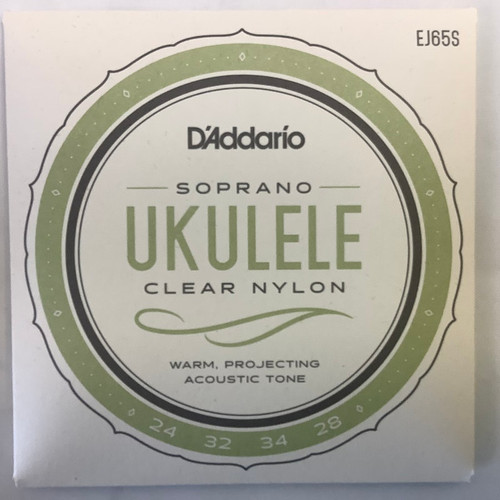 EJ65S
D'Addario
SOPRANO
UKULELE
CLEAR NYLON
WARM, PROJECTING
ACOUSTIC TONE
24 32 34 28